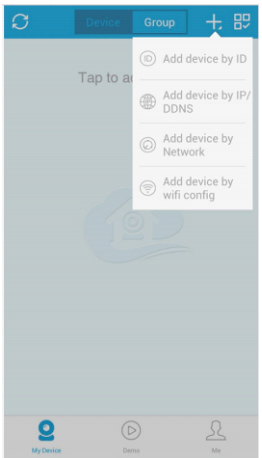 Device Group
Tap to a
ID Add device by ID
Add device by IP/
DDNS
Add device by
Network
Add device by
wifi config
My Device Demo Me